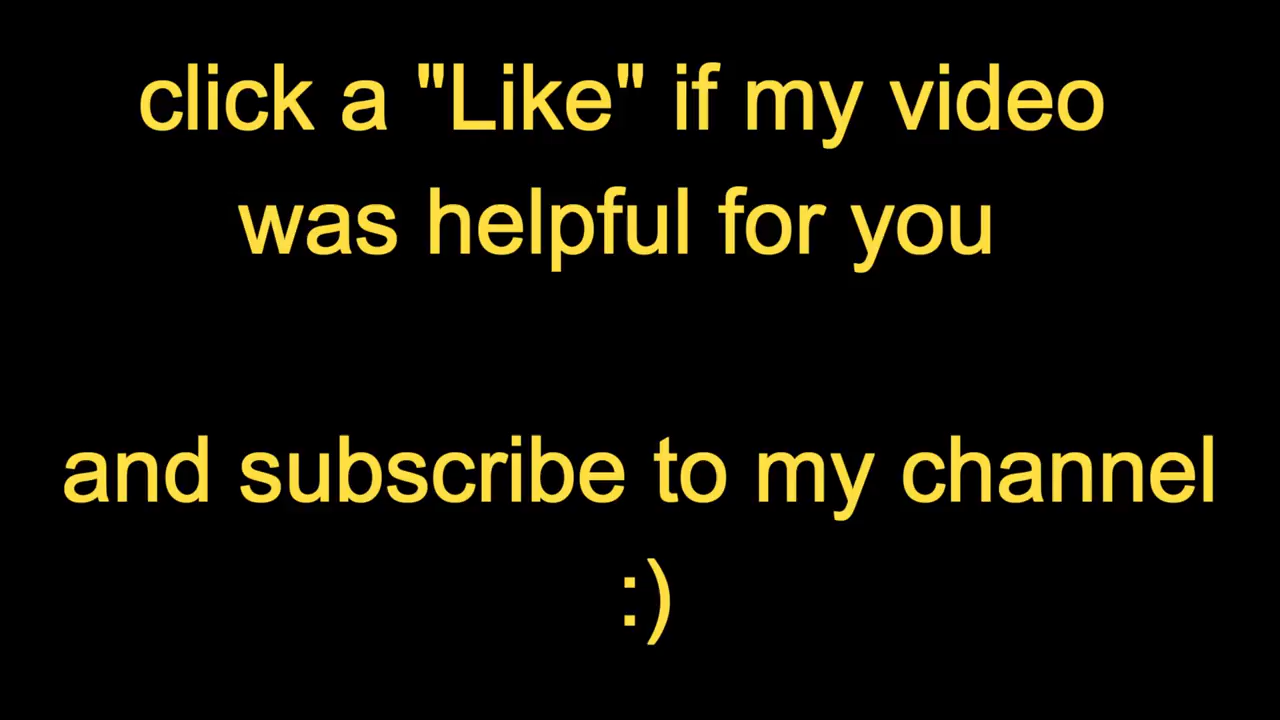 click a "Like" if my video
was helpful for you
and subscribe to my channel
:)